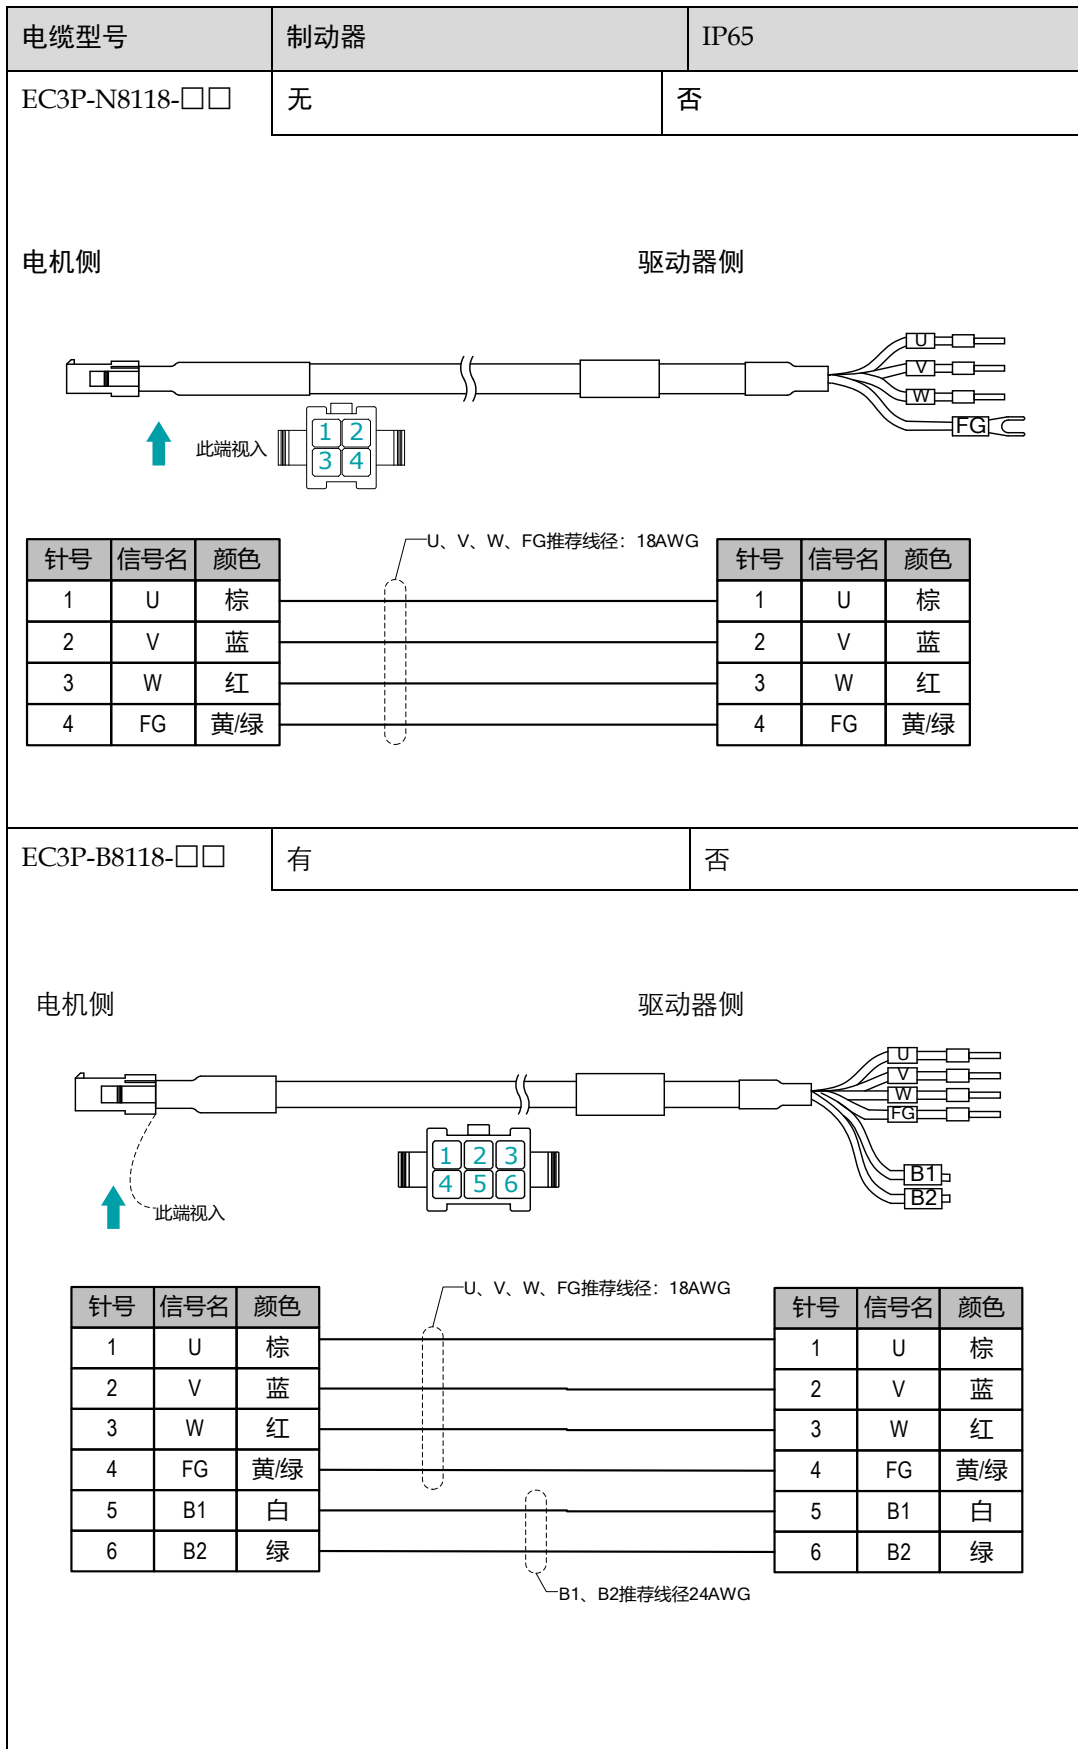 电缆型号 制动器 IP65
EC3P-N8118-□□ 无 否
电机侧 驱动器侧
U
V
W
FG
此端视入
1 2
3 4
U、V、W、FG推荐线径：18AWG
针号 信号名 颜色 针号 信号名 颜色
1 U 棕 1 U 棕
2 V 蓝 2 V 蓝
3 W 红 3 W 红
4 FG 黄/绿 4 FG 黄/绿
EC3P-B8118-□□ 有 否
电机侧 驱动器侧
U
V
W
FG
B1
B2
1 2 3
4 5 6
此端视入
U、V、W、FG推荐线径：18AWG
针号 信号名 颜色 针号 信号名 颜色
1 U 棕 1 U 棕
2 V 蓝 2 V 蓝
3 W 红 3 W 红
4 FG 黄/绿 4 FG 黄/绿
5 B1 白 5 B1 白
6 B2 绿 6 B2 绿
B1、B2推荐线径24AWG